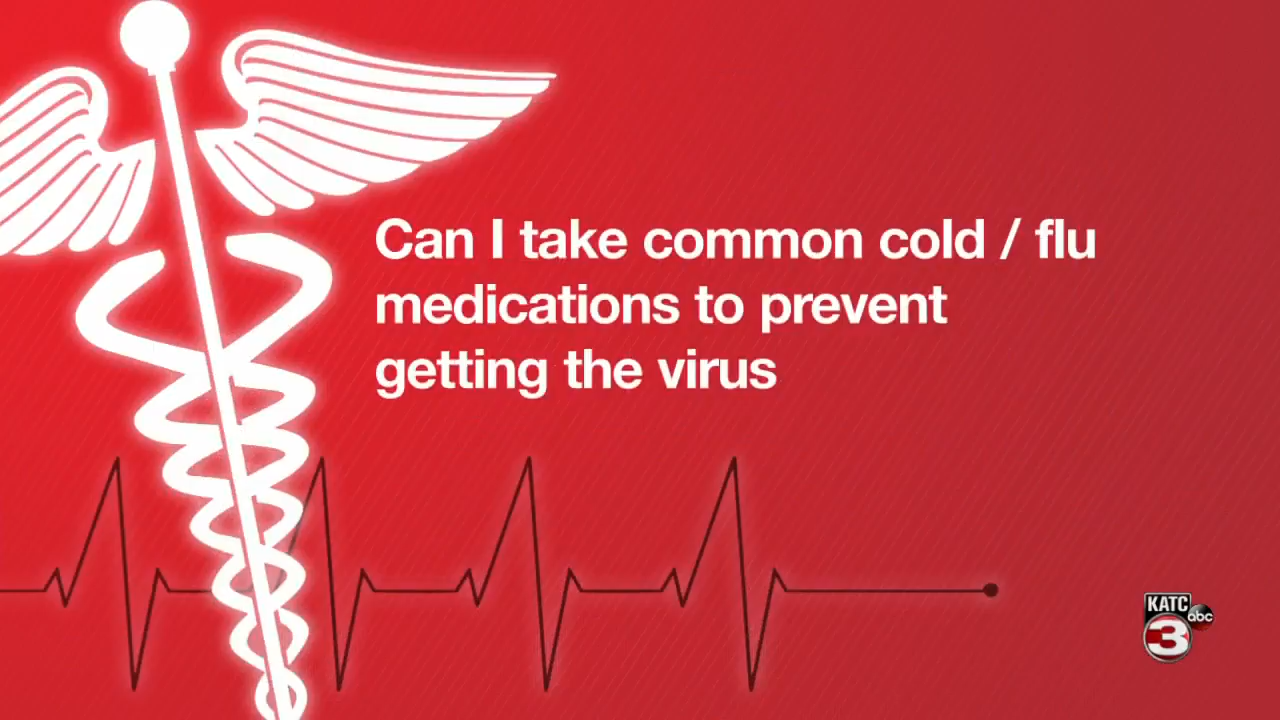 Can I take common cold / flu
medications to prevent
getting the virus
KATC
abc
3